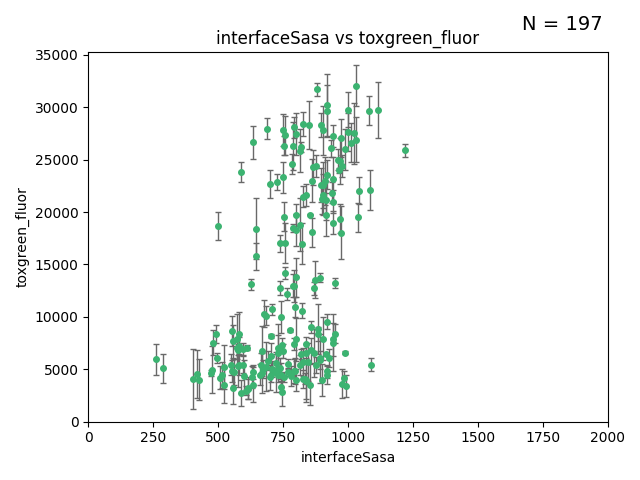 N = 197
interfaceSasa vs toxgreen_fluor
35000
30000
25000
20000
15000
10000
5000
0
toxgreen_fluor
0 250 500 750 1000 1250 1500 1750 2000
interfaceSasa